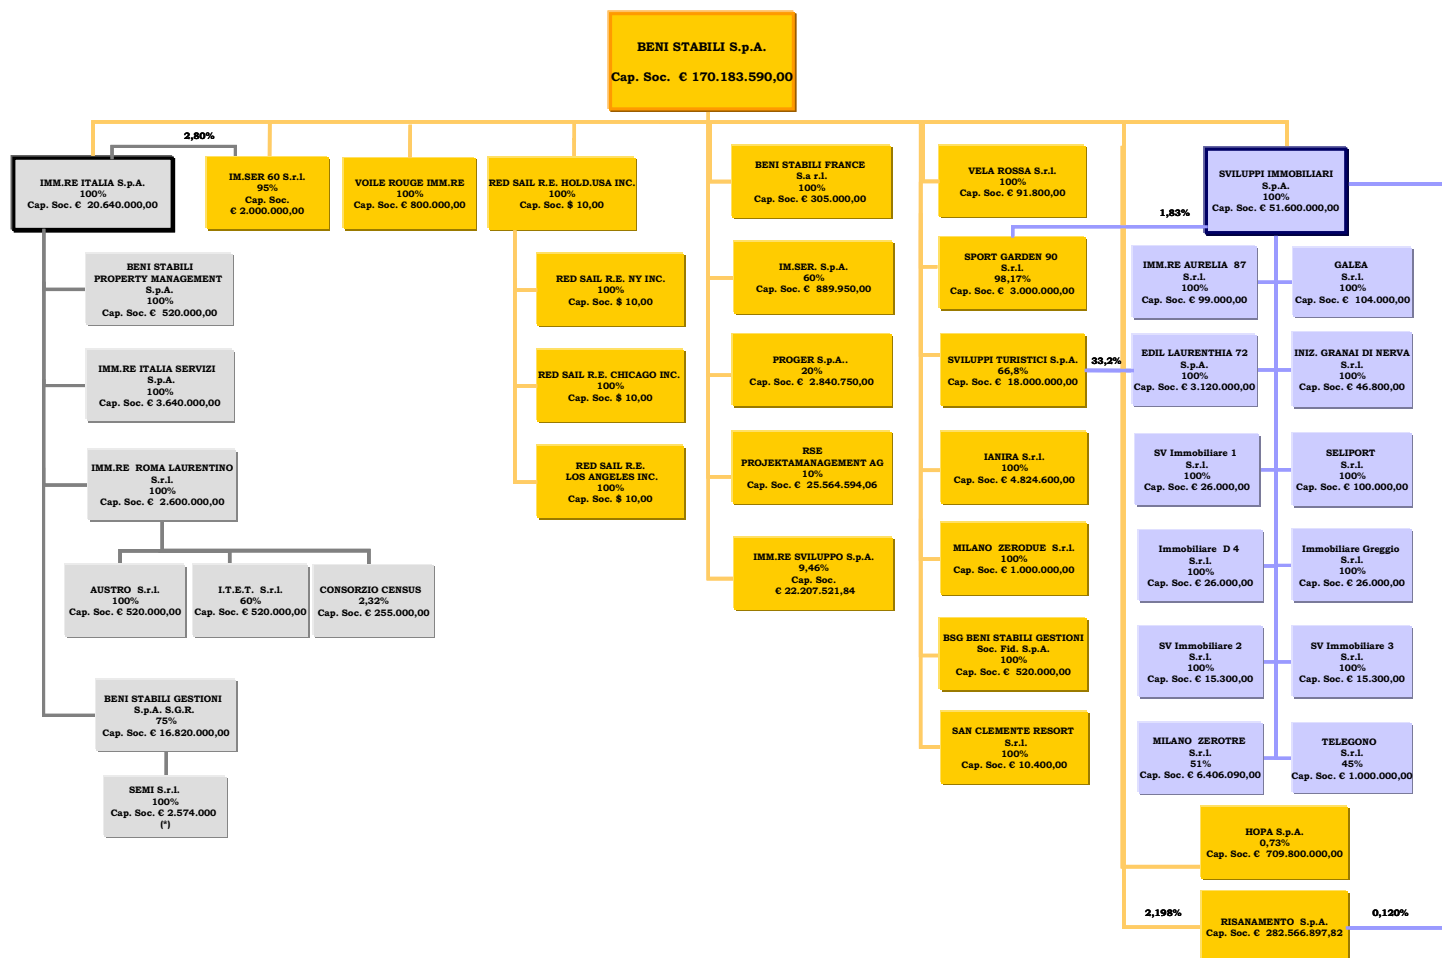 BENI STABILI S.p.A.
Cap. Soc. € 170.183.590,00
2,80%
IMM.RE ITALIA S.p.A.
100%
Cap. Soc. € 20.640.000,00
IM.SER 60 S.r.l.
95%
Cap. Soc.
€ 2.000.000,00
VOILE ROUGE IMM.RE
100%
Cap. Soc. € 800.000,00
RED SAIL R.E. HOLD.USA INC.
100%
Cap. Soc. $ 10,00
BENI STABILI FRANCE
S.a r.l.
100%
Cap. Soc. € 305.000,00
VELA ROSSA S.r.l.
100%
Cap. Soc. € 91.800,00
SVILUPPI IMMOBILIARI
S.p.A.
100%
Cap. Soc. € 51.600.000,00
1,83%
BENI STABILI
PROPERTY MANAGEMENT
S.p.A.
100%
Cap. Soc. € 520.000,00
RED SAIL R.E. NY INC.
100%
Cap. Soc. $ 10,00
IM.SER. S.p.A.
60%
Cap. Soc. € 889.950,00
SPORT GARDEN 90
S.r.l.
98,17%
Cap. Soc. € 3.000.000,00
IMM.RE AURELIA 87
S.r.l.
100%
Cap. Soc. € 99.000,00
GALEA
S.r.l.
100%
Cap. Soc. € 104.000,00
IMM.RE ITALIA SERVIZI
S.p.A.
100%
Cap. Soc. € 3.640.000,00
RED SAIL R.E. CHICAGO INC.
100%
Cap. Soc. $ 10,00
PROGER S.p.A..
20%
Cap. Soc. € 2.840.750,00
SVILUPPI TURISTICI S.p.A.
66,8%
Cap. Soc. € 18.000.000,00
33,2%
EDIL LAURENTHIA 72
S.p.A.
100%
Cap. Soc. € 3.120.000,00
INIZ. GRANAI DI NERVA
S.r.l.
100%
Cap. Soc. € 46.800,00
IMM.RE ROMA LAURENTINO
S.r.l.
100%
Cap. Soc. € 2.600.000,00
RED SAIL R.E.
LOS ANGELES INC.
100%
Cap. Soc. $ 10,00
RSE
PROJEKTAMANAGEMENT AG
10%
Cap. Soc. € 25.564.594,06
IANIRA S.r.l.
100%
Cap. Soc. € 4.824.600,00
SV Immobiliare 1
S.r.l.
100%
Cap. Soc. € 26.000,00
SELIPORT
S.r.l.
100%
Cap. Soc. € 100.000,00
AUSTRO S.r.l.
100%
Cap. Soc. € 520.000,00
I.T.E.T. S.r.l.
60%
Cap. Soc. € 520.000,00
CONSORZIO CENSUS
2,32%
Cap. Soc. € 255.000,00
IMM.RE SVILUPPO S.p.A.
9,46%
Cap. Soc.
€ 22.207.521,84
MILANO ZERODUE S.r.l.
100%
Cap. Soc. € 1.000.000,00
Immobiliare D 4
S.r.l.
100%
Cap. Soc. € 26.000,00
Immobiliare Greggio
S.r.l.
100%
Cap. Soc. € 26.000,00
BSG BENI STABILI GESTIONI
Soc. Fid. S.p.A.
100%
Cap. Soc. € 520.000,00
SV Immobiliare 2
S.r.l.
100%
Cap. Soc. € 15.300,00
SV Immobiliare 3
S.r.l.
100%
Cap. Soc. € 15.300,00
BENI STABILI GESTIONI
S.p.A. S.G.R.
75%
Cap. Soc. € 16.820.000,00
SAN CLEMENTE RESORT
S.r.l.
100%
Cap. Soc. € 10.400,00
MILANO ZEROTRE
S.r.l.
51%
Cap. Soc. € 6.406.090,00
TELEGONO
S.r.l.
45%
Cap. Soc. € 1.000.000,00
SEMI S.r.l.
100%
Cap. Soc. € 2.574.000
(*)
HOPA S.p.A.
0,73%
Cap. Soc. € 709.800.000,00
2,198%
RISANAMENTO S.p.A.
Cap. Soc. € 282.566.897,82
0,120%